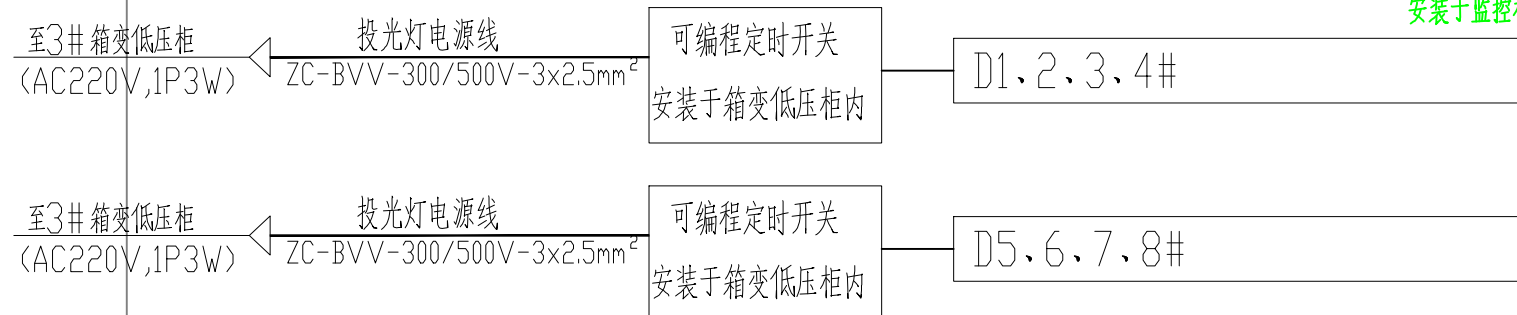 安装于监控
至3#箱变低压柜
(AC220V,1P3W)
投光灯电源线
ZC-BVV-300/500V-3x2.5mm²
可编程定时开关
安装于箱变低压柜内
D1、2、3、4#
至3#箱变低压柜
(AC220V,1P3W)
投光灯电源线
ZC-BVV-300/500V-3x2.5mm²
可编程定时开关
安装于箱变低压柜内
D5、6、7、8#